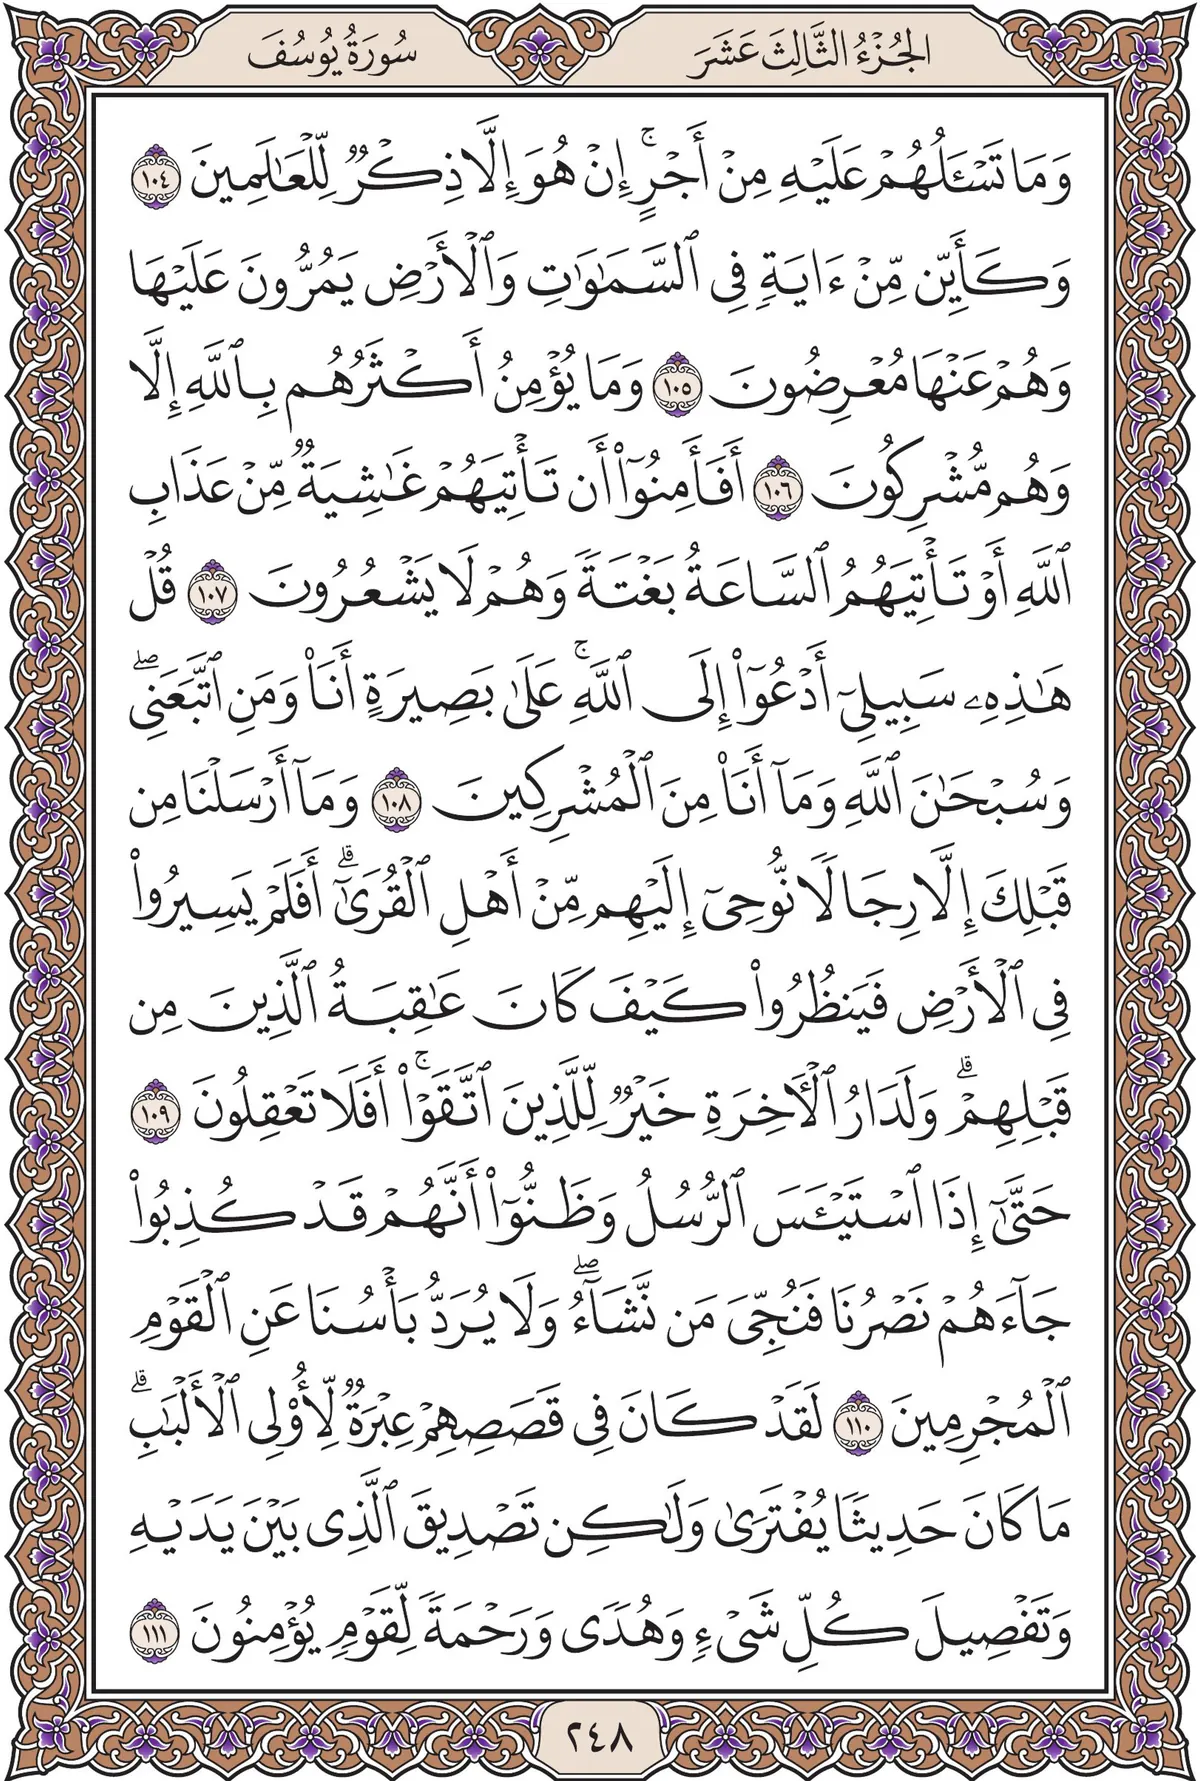 الجُزْءُ الثَّالِثَ عَشَرَ
سُورَةُ يُوسُفَ
وَمَا تَسْـَٔلُهُمْ عَلَيْهِ مِنْ أَجْرٍۚ إِنْ هُوَ إِلَّا ذِكْرٌ لِّلْعَـٰلَمِينَ ١٠٤
وَكَأَيِّن مِّنْ ءَايَةٍ فِى ٱلسَّمَـٰوَٰتِ وَٱلْأَرْضِ يَمُرُّونَ عَلَيْهَا
وَهُمْ عَنْهَا مُعْرِضُونَ ١٠٥ وَمَا يُؤْمِنُ أَكْثَرُهُم بِٱللَّهِ إِلَّا
وَهُم مُّشْرِكُونَ ١٠٦ أَفَأَمِنُوٓا۟ أَن تَأْتِيَهُمْ غَـٰشِيَةٌ مِّنْ عَذَابِ
ٱللَّهِ أَوْ تَأْتِيَهُمُ ٱلسَّاعَةُ بَغْتَةً وَهُمْ لَا يَشْعُرُونَ ١٠٧ قُلْ
هَـٰذِهِۦ سَبِيلِىٓ أَدْعُوٓا۟ إِلَى ٱللَّهِۚ عَلَىٰ بَصِيرَةٍ أَنَا۠ وَمَنِ ٱتَّبَعَنِىۖ
وَسُبْحَـٰنَ ٱللَّهِ وَمَآ أَنَا۠ مِنَ ٱلْمُشْرِكِينَ ١٠٨ وَمَآ أَرْسَلْنَا مِن
قَبْلِكَ إِلَّا رِجَالًا نُّوحِىٓ إِلَيْهِم مِّنْ أَهْلِ ٱلْقُرَىٰٓۗ أَفَلَمْ يَسِيرُوا۟
فِى ٱلْأَرْضِ فَيَنظُرُوا۟ كَيْفَ كَانَ عَـٰقِبَةُ ٱلَّذِينَ مِن
قَبْلِهِمْۗ وَلَدَارُ ٱلْـَٔاخِرَةِ خَيْرٌ لِّلَّذِينَ ٱتَّقَوْا۟ۚ أَفَلَا تَعْقِلُونَ ١٠٩
حَتَّىٰٓ إِذَا ٱسْتَيْـَٔسَ ٱلرُّسُلُ وَظَنُّوٓا۟ أَنَّهُمْ قَدْ كُذِبُوا۟
جَآءَهُمْ نَصْرُنَا فَنُجِّىَ مَن نَّشَآءُۖ وَلَا يُرَدُّ بَأْسُنَا عَنِ ٱلْقَوْمِ
ٱلْمُجْرِمِينَ ١١٠ لَقَدْ كَانَ فِى قَصَصِهِمْ عِبْرَةٌ لِّأُو۟لِى ٱلْأَلْبَـٰبِۗ
مَا كَانَ حَدِيثًا يُفْتَرَىٰ وَلَـٰكِن تَصْدِيقَ ٱلَّذِى بَيْنَ يَدَيْهِ
وَتَفْصِيلَ كُلِّ شَىْءٍ وَهُدًى وَرَحْمَةً لِّقَوْمٍ يُؤْمِنُونَ ١١١
٢٤٨